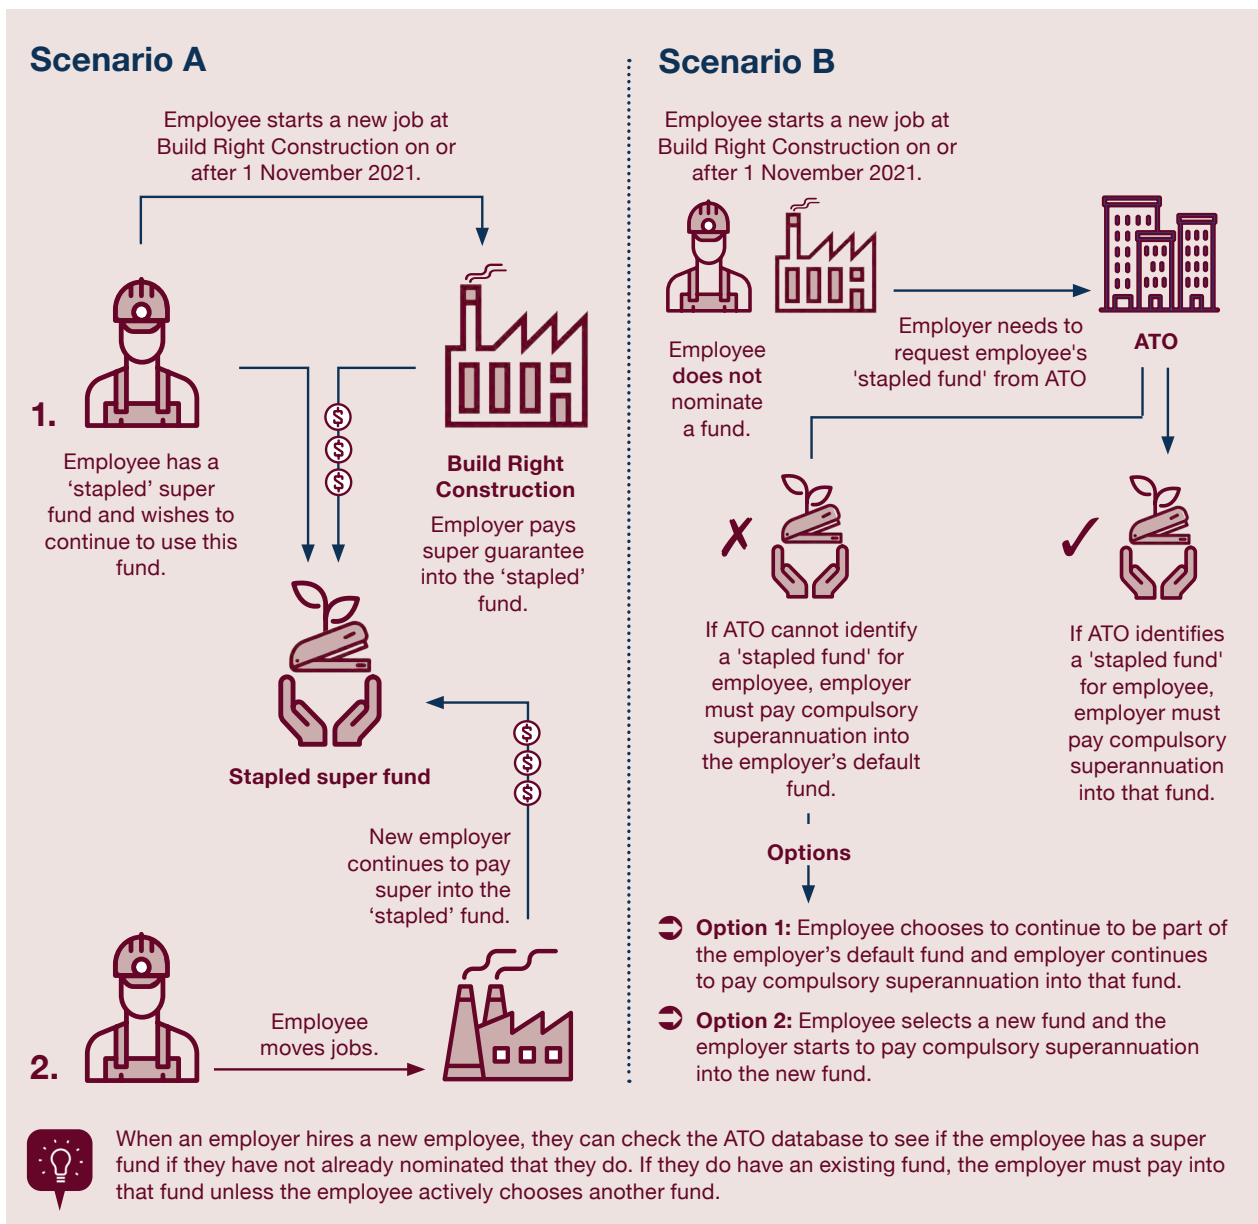 Scenario A
Employee starts a new job at
Build Right Construction on or
after 1 November 2021.
1.
Employee has a
‘stapled’ super
fund and wishes to
continue to use this
fund.
$
$
$
Build Right
Construction
Employer pays
super guarantee
into the ‘stapled’
fund.
Stapled super fund
$
$
$
New employer
continues to pay
super into the
‘stapled’ fund.
2.
Employee
moves jobs.
Scenario B
Employee starts a new job at
Build Right Construction on or
after 1 November 2021.
Employee
does not
nominate
a fund.
Employer needs to
request employee's
'stapled fund' from ATO
ATO
If ATO cannot identify
a 'stapled fund' for
employee, employer
must pay compulsory
superannuation into
the employer’s default
fund.
If ATO identifies
a 'stapled fund'
for employee,
employer must
pay compulsory
superannuation
into that fund.
Options
Option 1: Employee chooses to continue to be part of
the employer’s default fund and employer continues
to pay compulsory superannuation into that fund.
Option 2: Employee selects a new fund and the
employer starts to pay compulsory superannuation
into the new fund.
When an employer hires a new employee, they can check the ATO database to see if the employee has a super
fund if they have not already nominated that they do. If they do have an existing fund, the employer must pay into
that fund unless the employee actively chooses another fund.